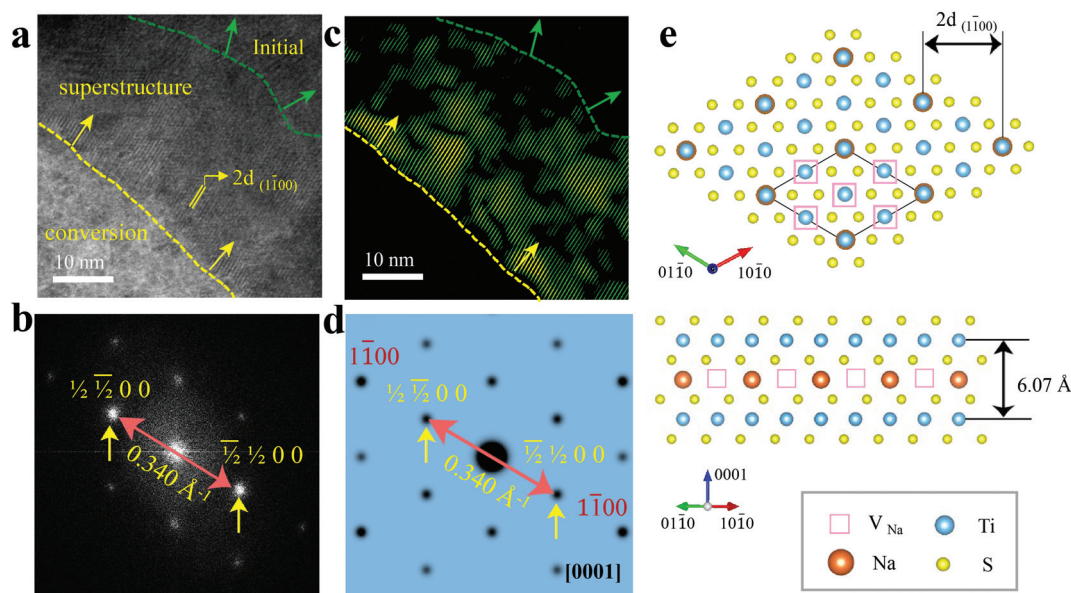 a
Initial
superstructure
2d (11̅00)
conversion
10 nm
b
½ ½̅ 0 0
½̅ ½ 0 0
0.340 Å⁻¹
c
10 nm
d
11̅00
½ ½̅ 0 0
½̅ ½ 0 0
0.340 Å⁻¹
11̅00
[0001]
e
2d (11̅00)
011̅0
101̅0
6.07 Å
0001
011̅0
101̅0
V Na
Ti
Na
S